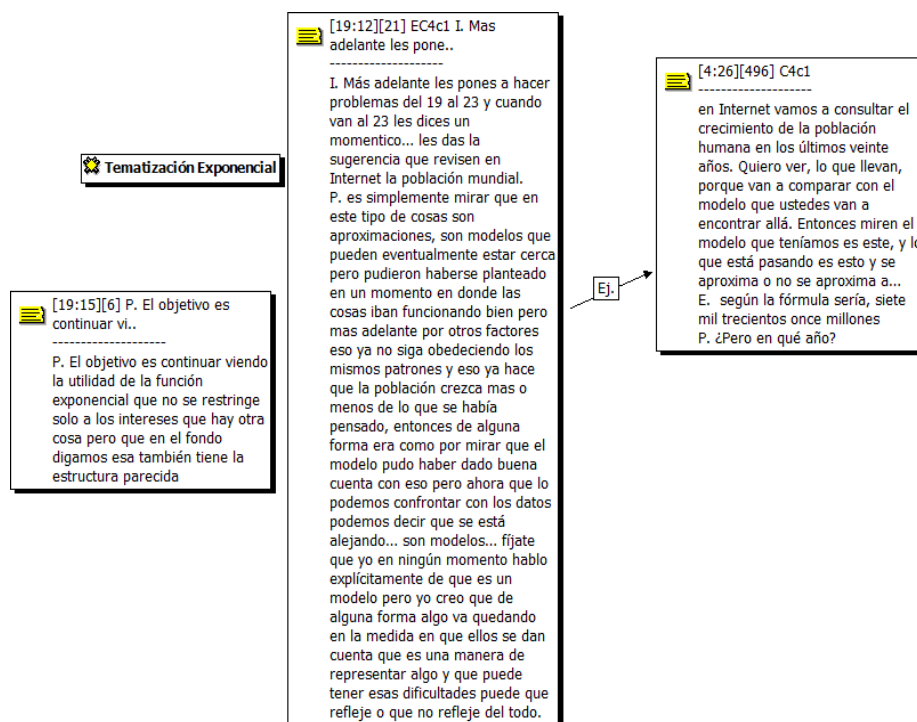 Tematización Exponencial
[19:15][6] P. El objetivo es
continuar vi..
--------------------
P. El objetivo es continuar viendo
la utilidad de la función
exponencial que no se restringe
solo a los intereses que hay otra
cosa pero que en el fondo
digamos esa también tiene la
estructura parecida
[19:12][21] EC4c1 I. Mas
adelante les pone..
--------------------
I. Más adelante les pones a hacer
problemas del 19 al 23 y cuando
van al 23 les dices un
momentico... les das la
sugerencia que revisen en
Internet la población mundial.
P. es simplemente mirar que en
este tipo de cosas son
aproximaciones, son modelos que
pueden eventualmente estar cerca
pero pudieron haberse planteado
en un momento en donde las
cosas iban funcionando bien pero
mas adelante por otros factores
eso ya no siga obedeciendo los
mismos patrones y eso ya hace
que la población crezca mas o
menos de lo que se había
pensado, entonces de alguna
forma era como por mirar que el
modelo pudo haber dado buena
cuenta con eso pero ahora que lo
podemos confrontar con los datos
podemos decir que se está
alejando... son modelos... fíjate
que yo en ningún momento hablo
explícitamente de que es un
modelo pero yo creo que de
alguna forma algo va quedando
en la medida en que ellos se dan
cuenta que es una manera de
representar algo y que puede
tener esas dificultades puede que
refleje o que no refleje del todo.
Ej.
[4:26][496] C4c1
--------------------
en Internet vamos a consultar el
crecimiento de la población
humana en los últimos veinte
años. Quiero ver, lo que llevan,
porque van a comparar con el
modelo que ustedes van a
encontrar allá. Entonces miren el
modelo que teníamos es este, y lo
que está pasando es esto y se
aproxima o no se aproxima a...
E. según la fórmula sería, siete
mil trecientos once millones
P. ¿Pero en qué año?